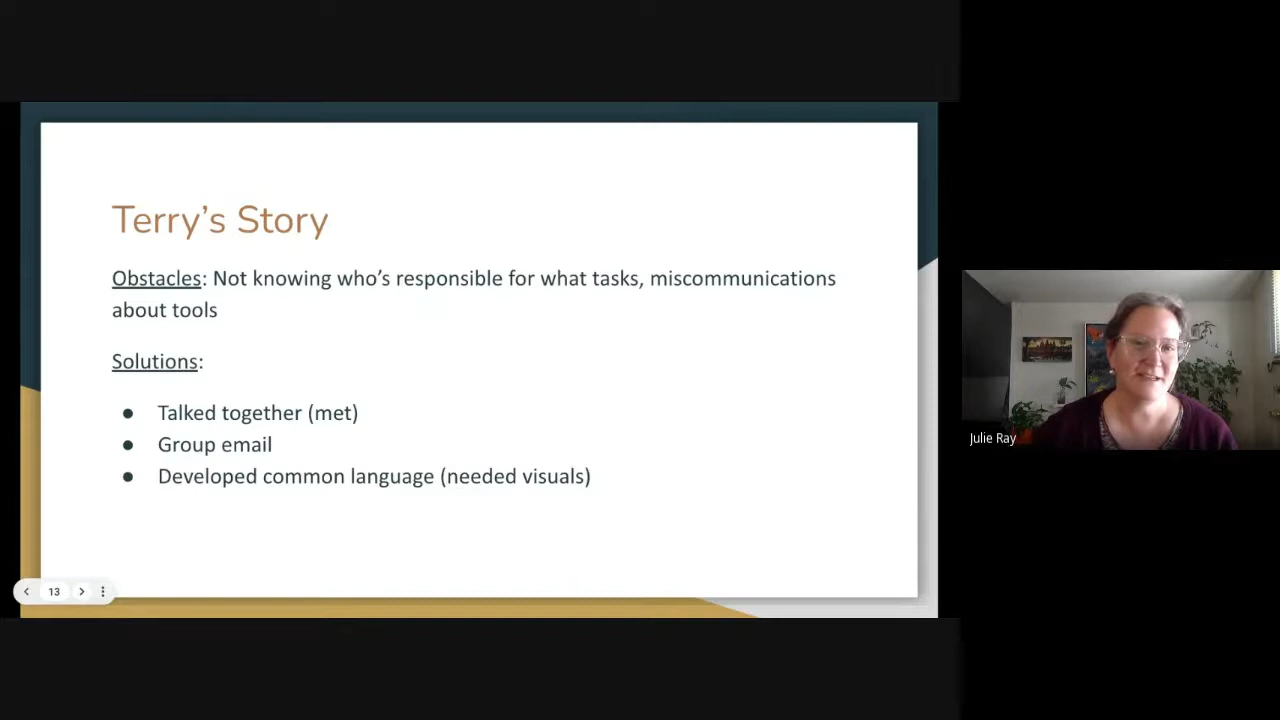 Terry’s Story
Obstacles: Not knowing who’s responsible for what tasks, miscommunications
about tools
Solutions:
● Talked together (met)
● Group email
● Developed common language (needed visuals)
13
Julie Ray